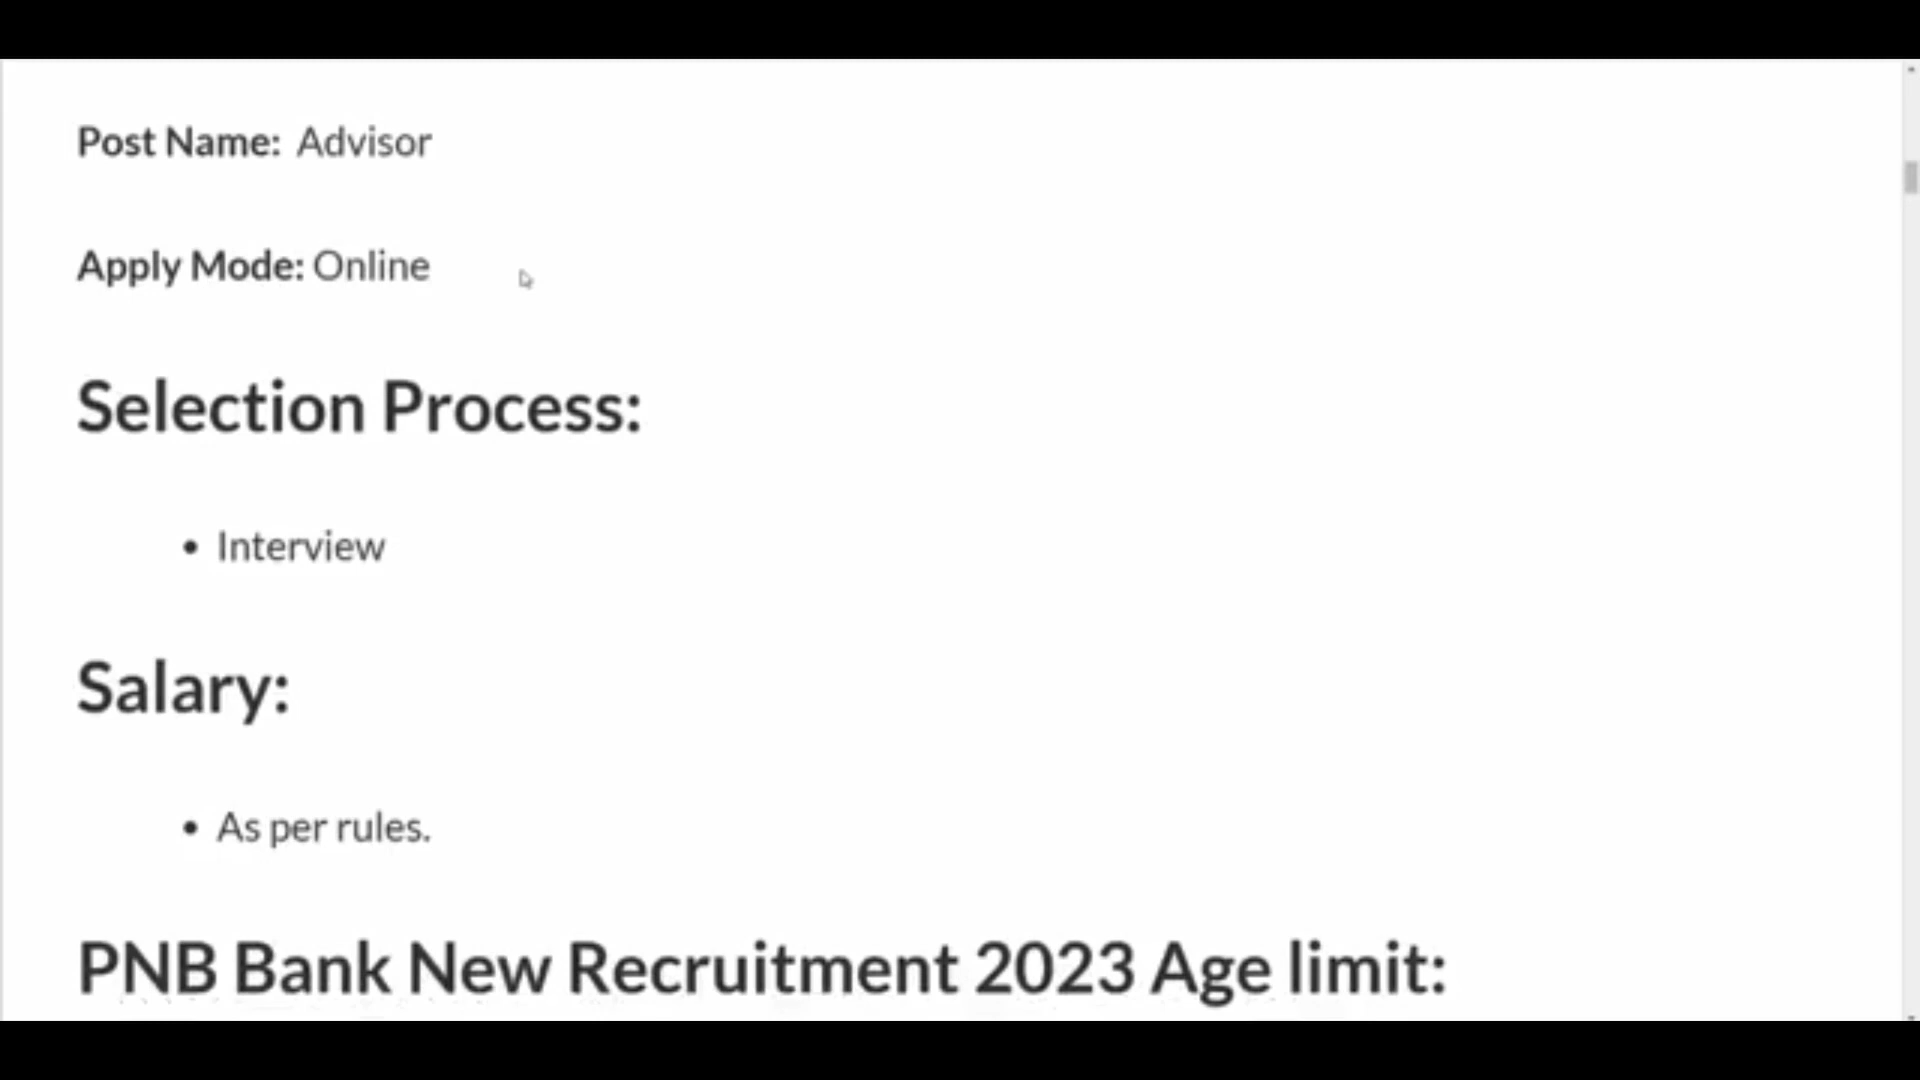 Post Name: Advisor
Apply Mode: Online
Selection Process:
• Interview
Salary:
• As per rules.
PNB Bank New Recruitment 2023 Age limit: